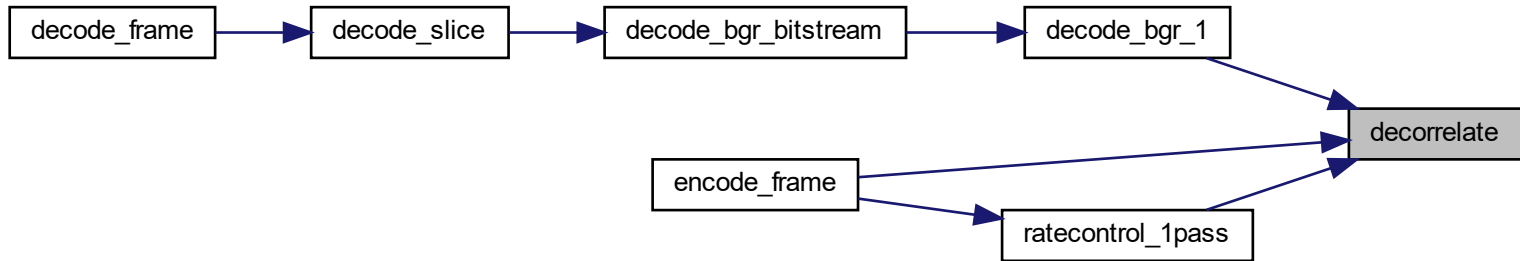 decode_frame
decode_slice
decode_bgr_bitstream
decode_bgr_1
decorrelate
encode_frame
ratecontrol_1pass